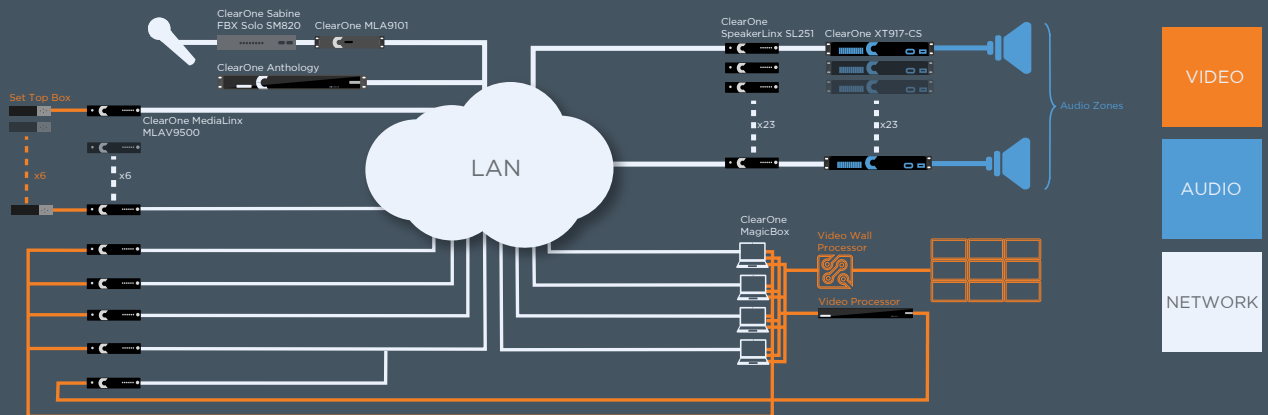 ClearOne Sabine
FBX Solo SM820
ClearOne MLA9101
ClearOne Anthology
Set Top Box
ClearOne MediaLinx
MLAV9500
x6
x6
LAN
ClearOne
SpeakerLinx SL251
ClearOne XT917-CS
x23
x23
Audio Zones
ClearOne
MagicBox
Video Wall
Processor
Video Processor
VIDEO
AUDIO
NETWORK